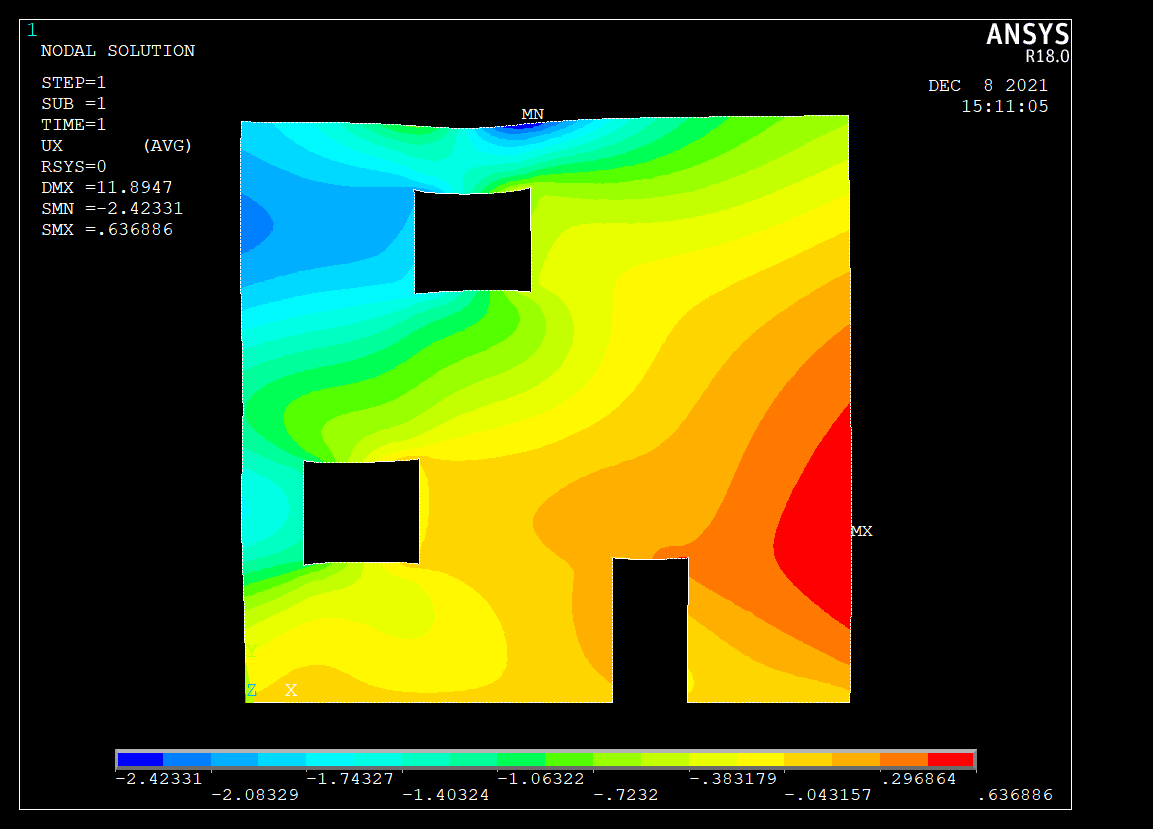 1
ANSYS
R18.0
NODAL SOLUTION
STEP=1
SUB =1
TIME=1
UX (AVG)
RSYS=0
DMX =11.8947
SMN =-2.42331
SMX =.636886
DEC 8 2021
15:11:05
MN
MX
Y
Z X
-2.42331 -1.74327 -1.06322 -.383179 .296864
-2.08329 -1.40324 -.7232 -.043157 .636886